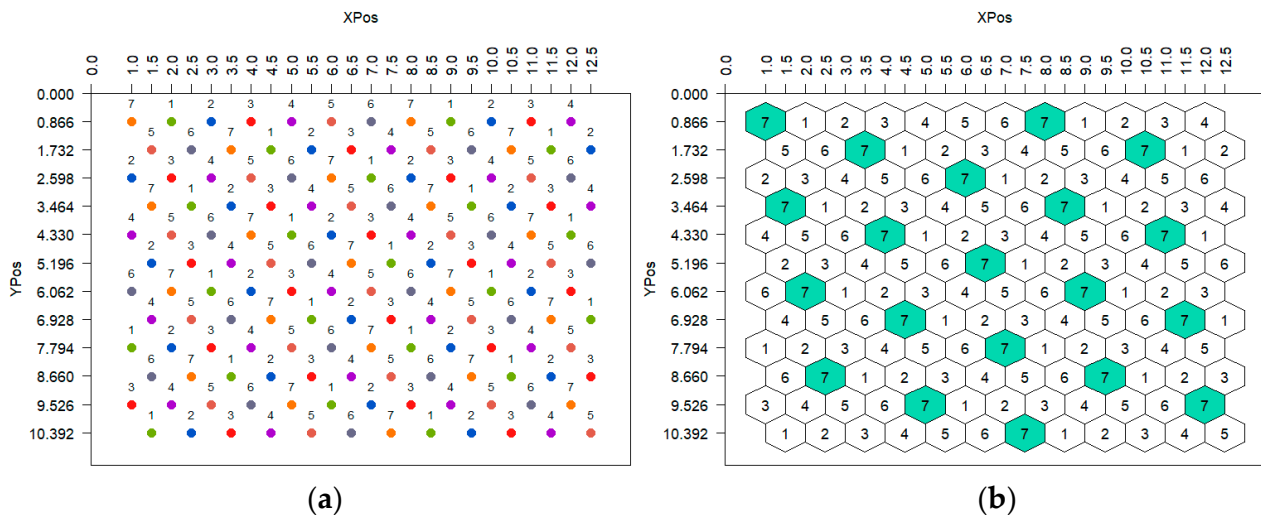 XPos
0.0 1.0 1.5 2.0 2.5 3.0 3.5 4.0 4.5 5.0 5.5 6.0 6.5 7.0 7.5 8.0 8.5 9.0 9.5 10.0 10.5 11.0 11.5 12.0 12.5
YPos
0.000
7 1 2 3 4 5 6 7 1 2 3 4
0.866
5 6 7 1 2 3 4 5 6 7 1 2
1.732
2 3 4 5 6 7 1 2 3 4 5 6
2.598
7 1 2 3 4 5 6 7 1 2 3 4
3.464
4 5 6 7 1 2 3 4 5 6 7 1
4.330
2 3 4 5 6 7 1 2 3 4 5 6
5.196
6 7 1 2 3 4 5 6 7 1 2 3
6.062
4 5 6 7 1 2 3 4 5 6 7 1
6.928
1 2 3 4 5 6 7 1 2 3 4 5
7.794
6 7 1 2 3 4 5 6 7 1 2 3
8.660
3 4 5 6 7 1 2 3 4 5 6 7
9.526
1 2 3 4 5 6 7 1 2 3 4 5
10.392
(a)
XPos
0.0 1.0 1.5 2.0 2.5 3.0 3.5 4.0 4.5 5.0 5.5 6.0 6.5 7.0 7.5 8.0 8.5 9.0 9.5 10.0 10.5 11.0 11.5 12.0 12.5
YPos
0.000
0.866 7 1 2 3 4 5 6 7 1 2 3 4
1.732 5 6 7 1 2 3 4 5 6 7 1 2
2.598 2 3 4 5 6 7 1 2 3 4 5 6
3.464 7 1 2 3 4 5 6 7 1 2 3 4
4.330 4 5 6 7 1 2 3 4 5 6 7 1
5.196 2 3 4 5 6 7 1 2 3 4 5 6
6.062 6 7 1 2 3 4 5 6 7 1 2 3
6.928 4 5 6 7 1 2 3 4 5 6 7 1
7.794 1 2 3 4 5 6 7 1 2 3 4 5
8.660 6 7 1 2 3 4 5 6 7 1 2 3
9.526 3 4 5 6 7 1 2 3 4 5 6 7
10.392 1 2 3 4 5 6 7 1 2 3 4 5
(b)